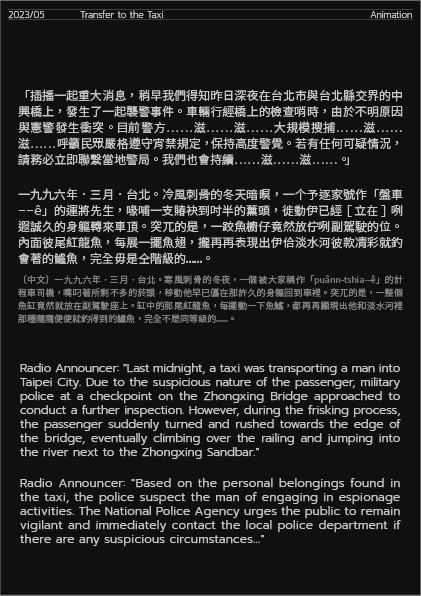 2023/05 Transfer to the Taxi Animation
「插播一起重大消息，稍早我們得知昨日深夜在台北市與台北縣交界的中
興橋上，發生了一起襲警事件。車輛行經橋上的檢查哨時，由於不明原因
與憲警發生衝突。目前警方......滋......滋......大規模搜捕......滋......
滋......呼籲民眾嚴格遵守宵禁規定，保持高度警覺。若有任何可疑情況，
請務必立即聯繫當地警局。我們也會持續......滋......滋......。」
一九九六年．三月．台北。冷風刺骨的冬天暗暝，一个予逐家號作「盤車
--ê」的運將先生，喙哺一支賰袂到吋半的薰頭，徙動伊已經［立在］咧
遐誠久的身軀轉來車頂。突兀的是，一跤魚櫥仔竟然放佇咧副駕駛的位。
內面彼尾紅龍魚，每展一擺魚翅，攏再再表現出伊佮淡水河彼款凊彩就釣
會著的鱸魚，完全毋是仝階級的......。
〔中文〕一九九六年．三月．台北。寒風刺骨的冬夜，一個被大家稱作「puânn-tshia--ê」的計
程車司機，嘴叼著所剩不多的菸頭，移動他早已僵在那許久的身軀回到車裡。突兀的是，一整個
魚缸竟然就放在副駕駛座上。缸中的那尾紅龍魚，每擺動一下魚鰭，都再再顯現出他和淡水河裡
那種隨隨便便就釣得到的鱸魚，完全不是同等級的......。
Radio Announcer: "Last midnight, a taxi was transporting a man into
Taipei City. Due to the suspicious nature of the passenger, military
police at a checkpoint on the Zhongxing Bridge approached to
conduct a further inspection. However, during the frisking process,
the passenger suddenly turned and rushed towards the edge of
the bridge, eventually climbing over the railing and jumping into
the river next to the Zhongxing Sandbar."
Radio Announcer: "Based on the personal belongings found in
the taxi, the police suspect the man of engaging in espionage
activities. The National Police Agency urges the public to remain
vigilant and immediately contact the local police department if
there are any suspicious circumstances..."